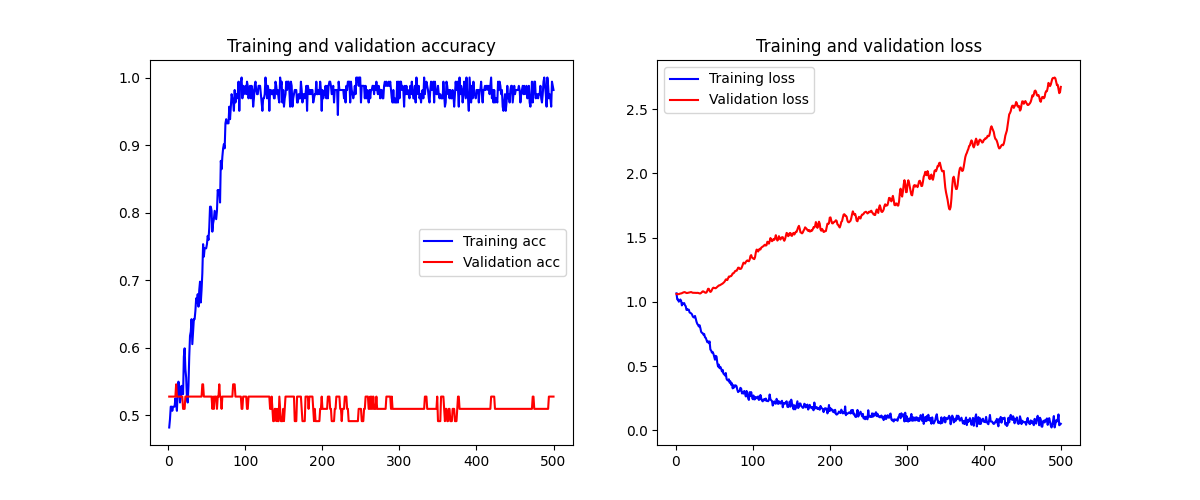 Training and validation accuracy
1.0
0.9
0.8
0.7
0.6
0.5
0 100 200 300 400 500
Training acc
Validation acc
Training and validation loss
2.5
2.0
1.5
1.0
0.5
0.0
0 100 200 300 400 500
Training loss
Validation loss